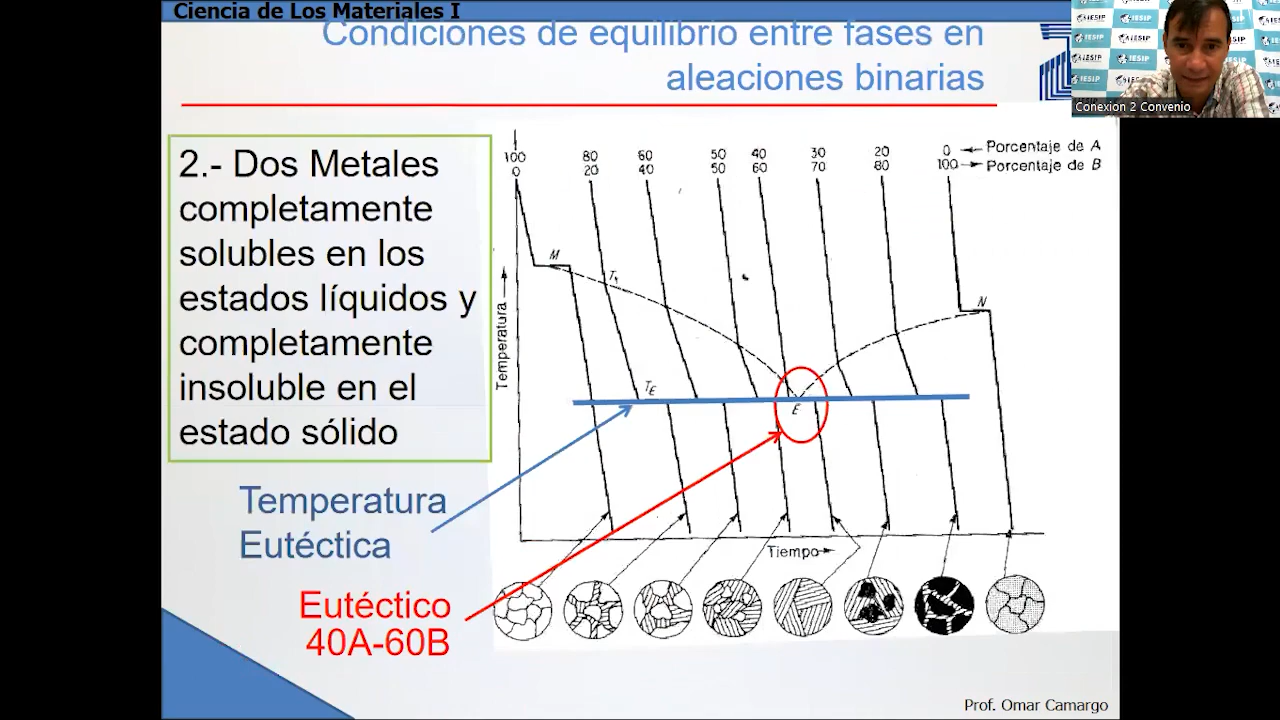 Ciencia de Los Materiales I
Condiciones de equilibrio entre fases en
aleaciones binarias
IESIP
Conexion 2 Convenio
2.- Dos Metales
completamente
solubles en los
estados líquidos y
completamente
insoluble en el
estado sólido
100 80 60 50 40 30 20 0 Porcentaje de A
0 20 40 50 60 70 80 100 Porcentaje de B
M
T₁
N
Temperatura
TE
E
Temperatura
Eutéctica
Tiempo
Eutéctico
40A-60B
Prof. Omar Camargo